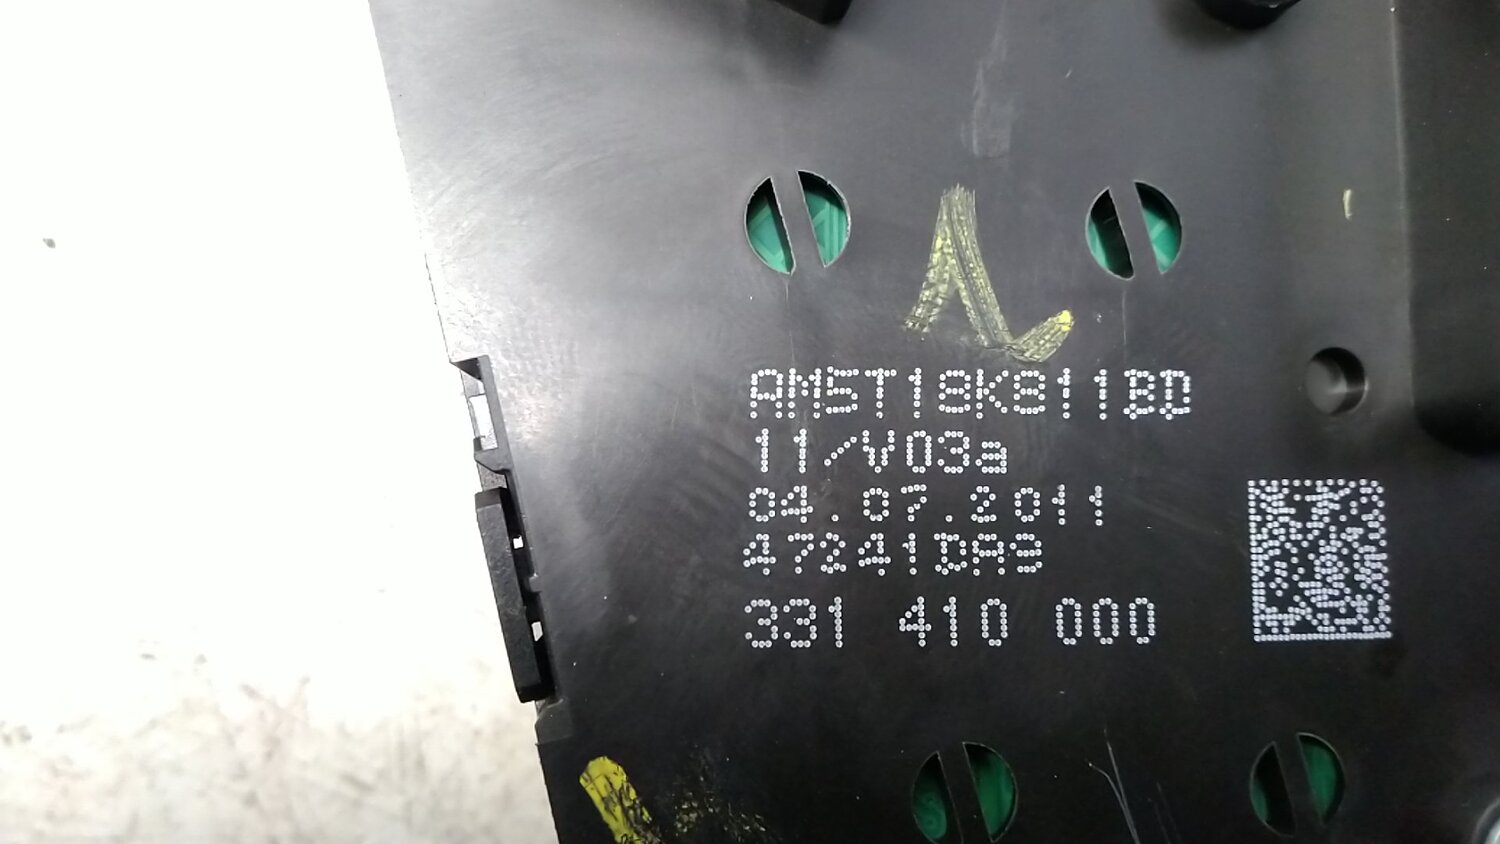 AM5T18K811BD
11/V03a
04.07.2011
47241DA9
331 410 000